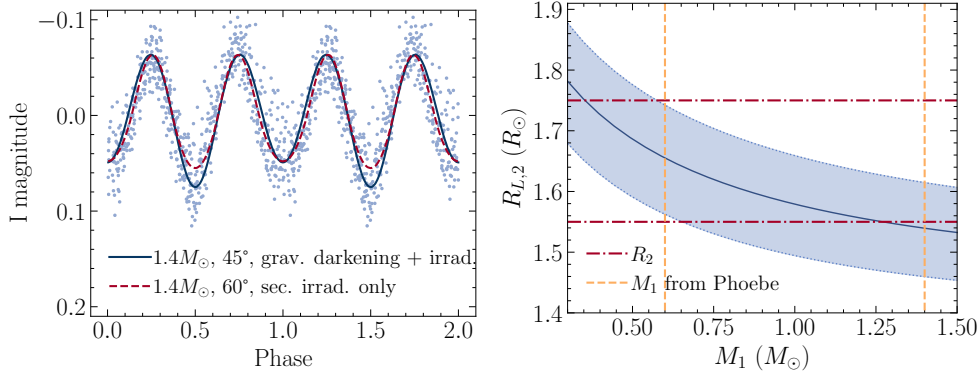 −0.1
0.0
0.1
0.2
I magnitude
1.4M⊙, 45°, grav. darkening + irrad.
1.4M⊙, 60°, sec. irrad. only
0.0 0.5 1.0 1.5 2.0
Phase
1.9
1.8
1.7
1.6
1.5
1.4
R_{L,2} (R⊙)
R₂
M₁ from Phoebe
0.50 0.75 1.00 1.25 1.50
M₁ (M⊙)